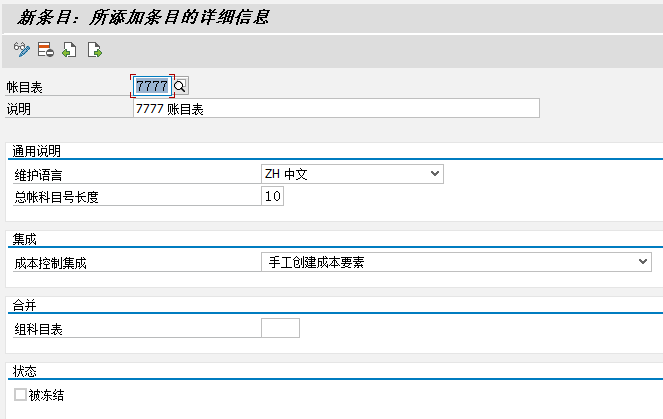 新条目：所添加条目的详细信息
帐目表 7777
说明 7777 账目表
通用说明
维护语言 ZH 中文
总帐科目号长度 10
集成
成本控制集成 手工创建成本要素
合并
组科目表
状态
被冻结